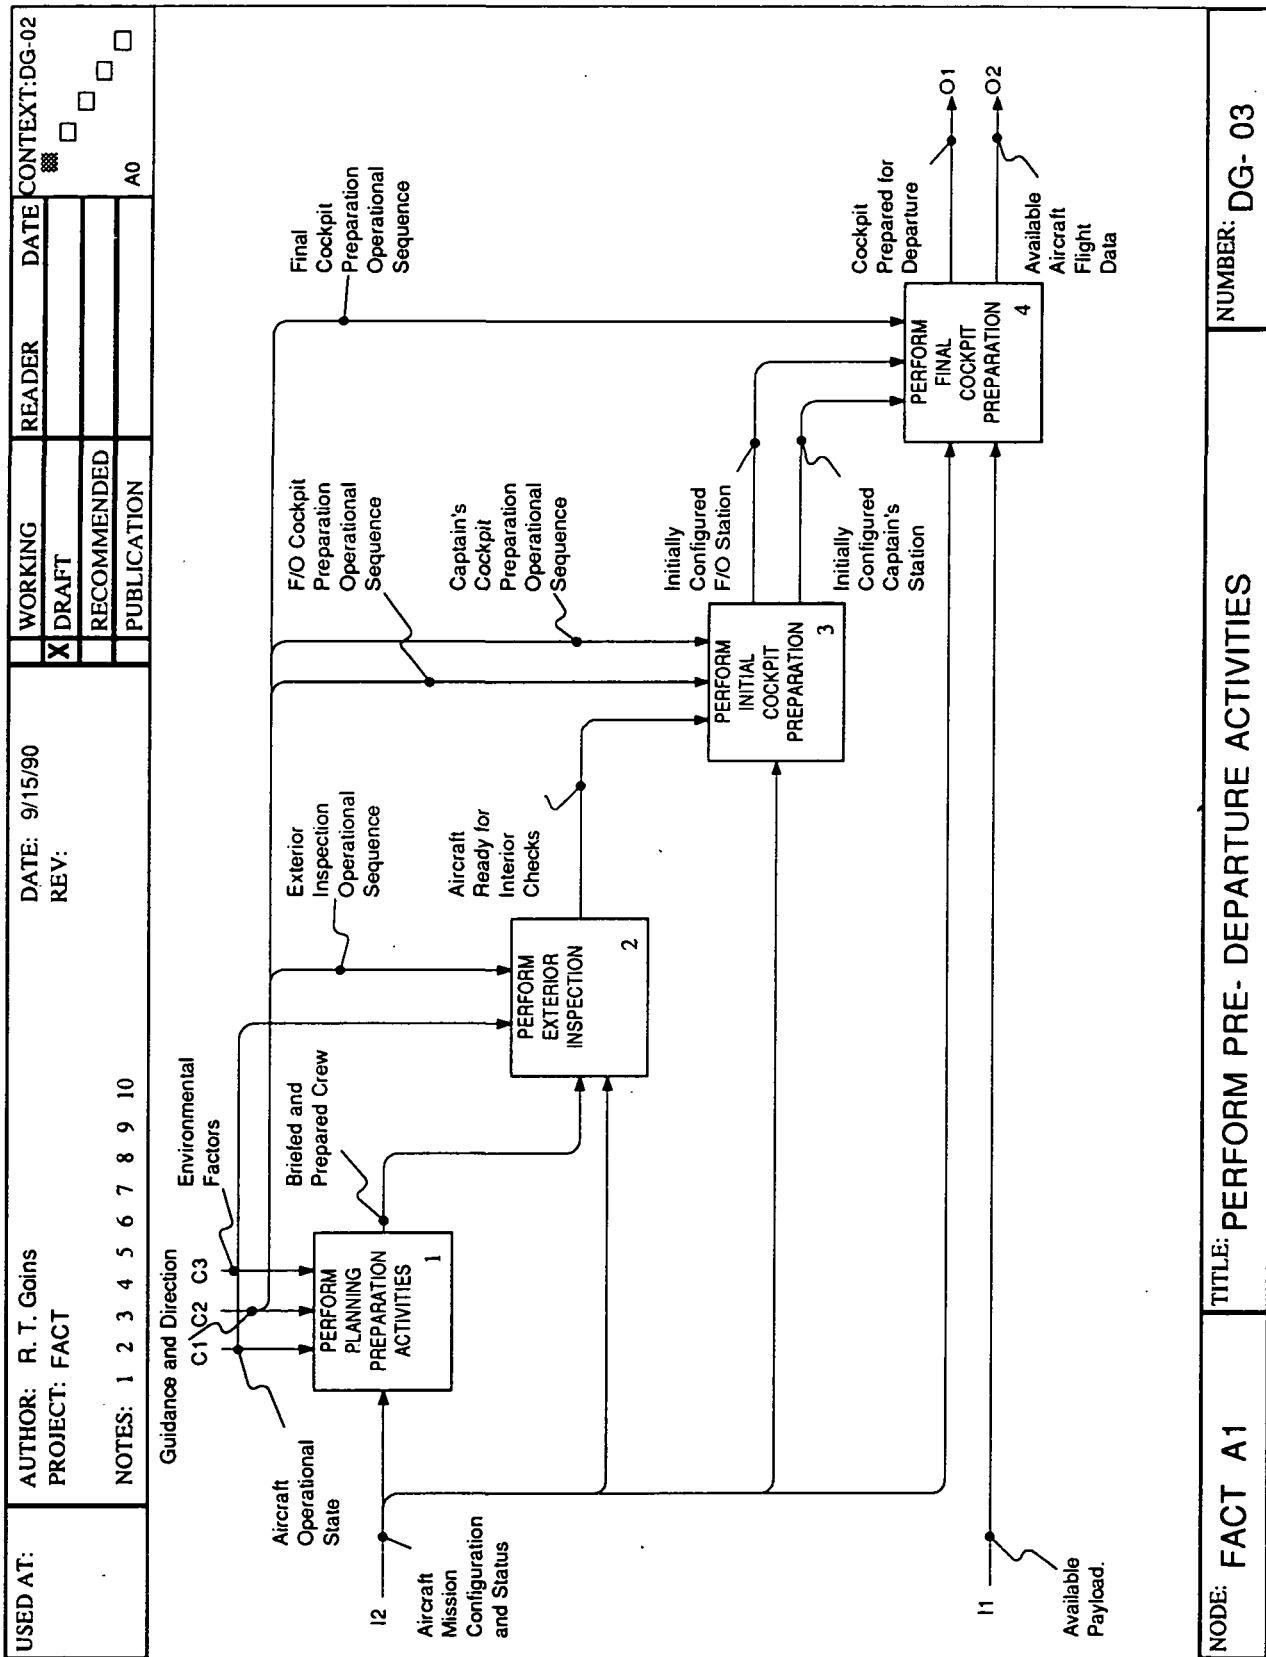 USED AT:
AUTHOR: R. T. Goins
PROJECT: FACT
DATE: 9/15/90
REV:
NOTES: 1 2 3 4 5 6 7 8 9 10
WORKING
X DRAFT
RECOMMENDED
PUBLICATION
READER
DATE
CONTEXT:DG-02
A0
Guidance and Direction
C1 C2 C3
Environmental
Factors
Aircraft
Operational
State
I2
Aircraft
Mission
Configuration
and Status
PERFORM
PLANNING
PREPARATION
ACTIVITIES
1
Briefed and
Prepared Crew
Exterior
Inspection
Operational
Sequence
PERFORM
EXTERIOR
INSPECTION
2
Aircraft
Ready for
Interior
Checks
F/O Cockpit
Preparation
Operational
Sequence
Captain's
Cockpit
Preparation
Operational
Sequence
PERFORM
INITIAL
COCKPIT
PREPARATION
3
Initially
Configured
F/O Station
Initially
Configured
Captain's
Station
Final
Cockpit
Preparation
Operational
Sequence
PERFORM
FINAL
COCKPIT
PREPARATION
4
Cockpit
Prepared for
Departure
O1
O2
Available
Aircraft
Flight
Data
I1
Available
Payload.
NODE: FACT A1
TITLE: PERFORM PRE- DEPARTURE ACTIVITIES
NUMBER: DG- 03